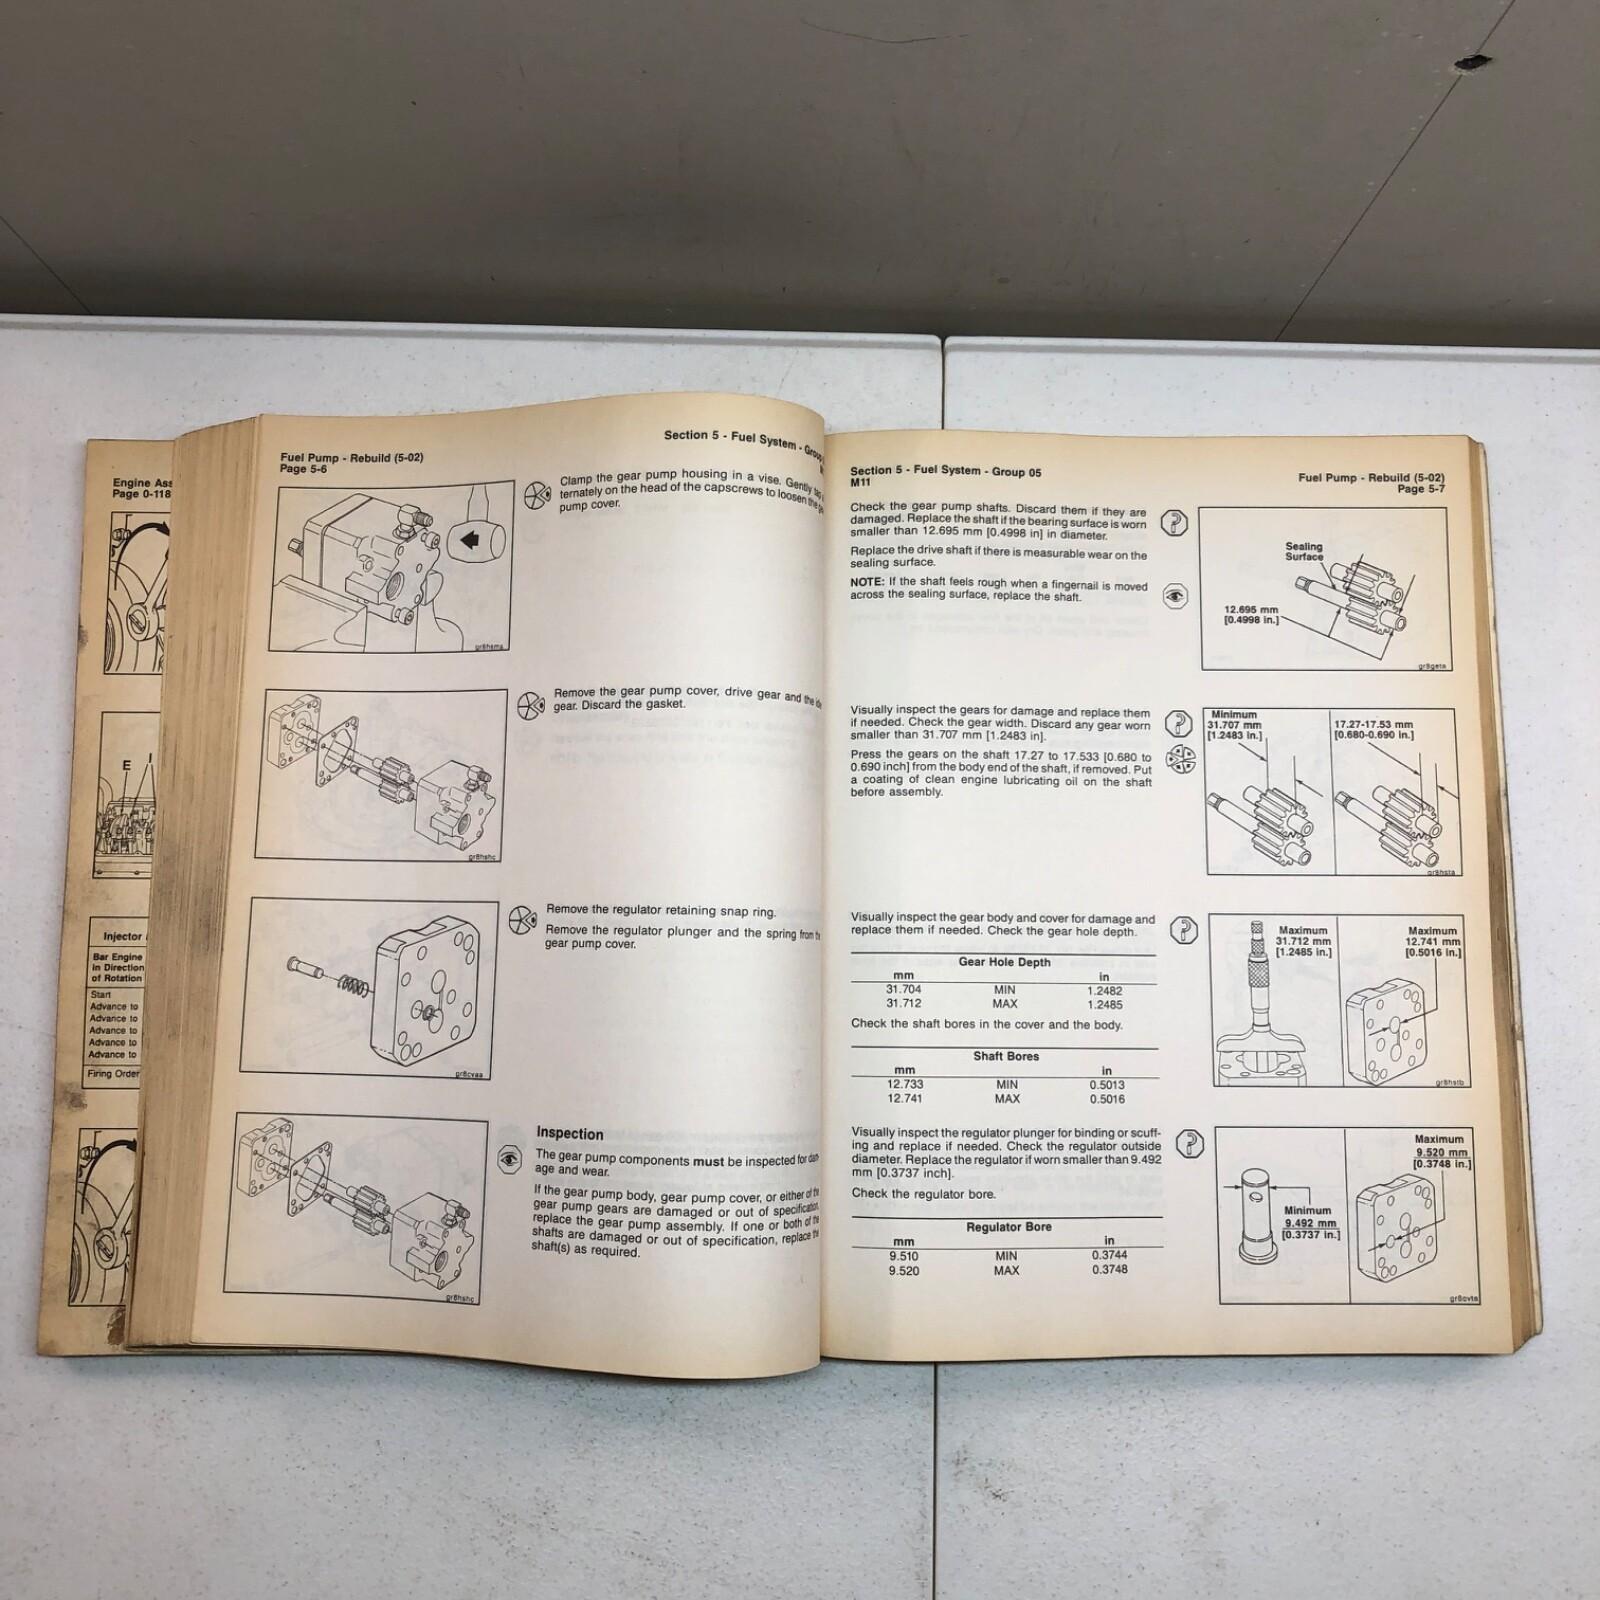 Engine Ass
Page 0-118
E I
Injector
Bar Engine
in Direction
of Rotation
Start
Advance to
Advance to
Advance to
Advance to
Advance to
Firing Order
Section 5 - Fuel System - Group
Fuel Pump - Rebuild (5-02)
Page 5-6
Clamp the gear pump housing in a vise. Gently tap
ternately on the head of the capscrews to loosen the
pump cover.
gr8hsma
Remove the gear pump cover, drive gear and the idle
gear. Discard the gasket.
gr8hshc
Remove the regulator retaining snap ring.
Remove the regulator plunger and the spring from th
gear pump cover.
gr8cvaa
Inspection
The gear pump components must be inspected for dam-
age and wear.
If the gear pump body, gear pump cover, or either of the
gear pump gears are damaged or out of specification,
replace the gear pump assembly. If one or both of the
shafts are damaged or out of specification, replace the
shaft(s) as required.
gr8hshc
Section 5 - Fuel System - Group 05
M11
Fuel Pump - Rebuild (5-02)
Page 5-7
Check the gear pump shafts. Discard them if they are
damaged. Replace the shaft if the bearing surface is worn
smaller than 12.695 mm [0.4998 in] in diameter.
Replace the drive shaft if there is measurable wear on the
sealing surface.
NOTE: If the shaft feels rough when a fingernail is moved
across the sealing surface, replace the shaft.
Sealing
Surface
12.695 mm
[0.4998 in.]
gr8geta
Visually inspect the gears for damage and replace them
if needed. Check the gear width. Discard any gear worn
smaller than 31.707 mm [1.2483 in].
Press the gears on the shaft 17.27 to 17.533 [0.680 to
0.690 inch] from the body end of the shaft, if removed. Put
a coating of clean engine lubricating oil on the shaft
before assembly.
Minimum
31.707 mm
[1.2483 in.]
17.27-17.53 mm
[0.680-0.690 in.]
gr8hsta
Visually inspect the gear body and cover for damage and
replace them if needed. Check the gear hole depth.
Gear Hole Depth
mm in
31.704 MIN 1.2482
31.712 MAX 1.2485
Check the shaft bores in the cover and the body.
Shaft Bores
mm in
12.733 MIN 0.5013
12.741 MAX 0.5016
Maximum
31.712 mm
[1.2485 in.]
Maximum
12.741 mm
[0.5016 in.]
gr8hstb
Visually inspect the regulator plunger for binding or scuff-
ing and replace if needed. Check the regulator outside
diameter. Replace the regulator if worn smaller than 9.492
mm [0.3737 inch].
Check the regulator bore.
Regulator Bore
mm in
9.510 MIN 0.3744
9.520 MAX 0.3748
Minimum
9.492 mm
[0.3737 in.]
Maximum
9.520 mm
[0.3748 in.]
gr8cvta